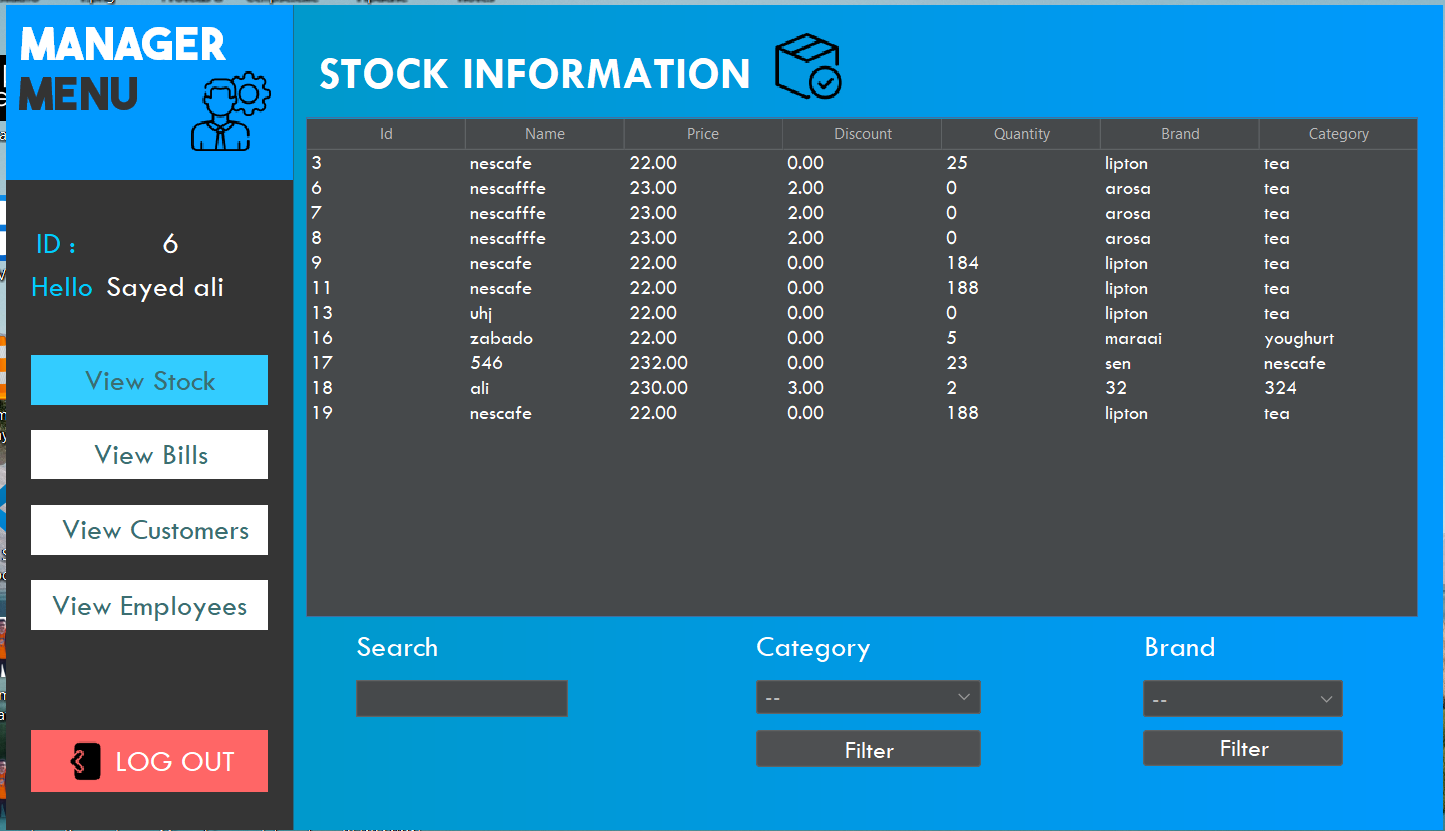 MANAGER
MENU
ID : 6
Hello Sayed ali
View Stock
View Bills
View Customers
View Employees
LOG OUT
STOCK INFORMATION
Id Name Price Discount Quantity Brand Category
3 nescafe 22.00 0.00 25 lipton tea
6 nescafffe 23.00 2.00 0 arosa tea
7 nescafffe 23.00 2.00 0 arosa tea
8 nescafffe 23.00 2.00 0 arosa tea
9 nescafe 22.00 0.00 184 lipton tea
11 nescafe 22.00 0.00 188 lipton tea
13 uhj 22.00 0.00 0 lipton tea
16 zabado 22.00 0.00 5 maraai youghurt
17 546 232.00 0.00 23 sen nescafe
18 ali 230.00 3.00 2 32 324
19 nescafe 22.00 0.00 188 lipton tea
Search Category Brand
-- --
Filter Filter